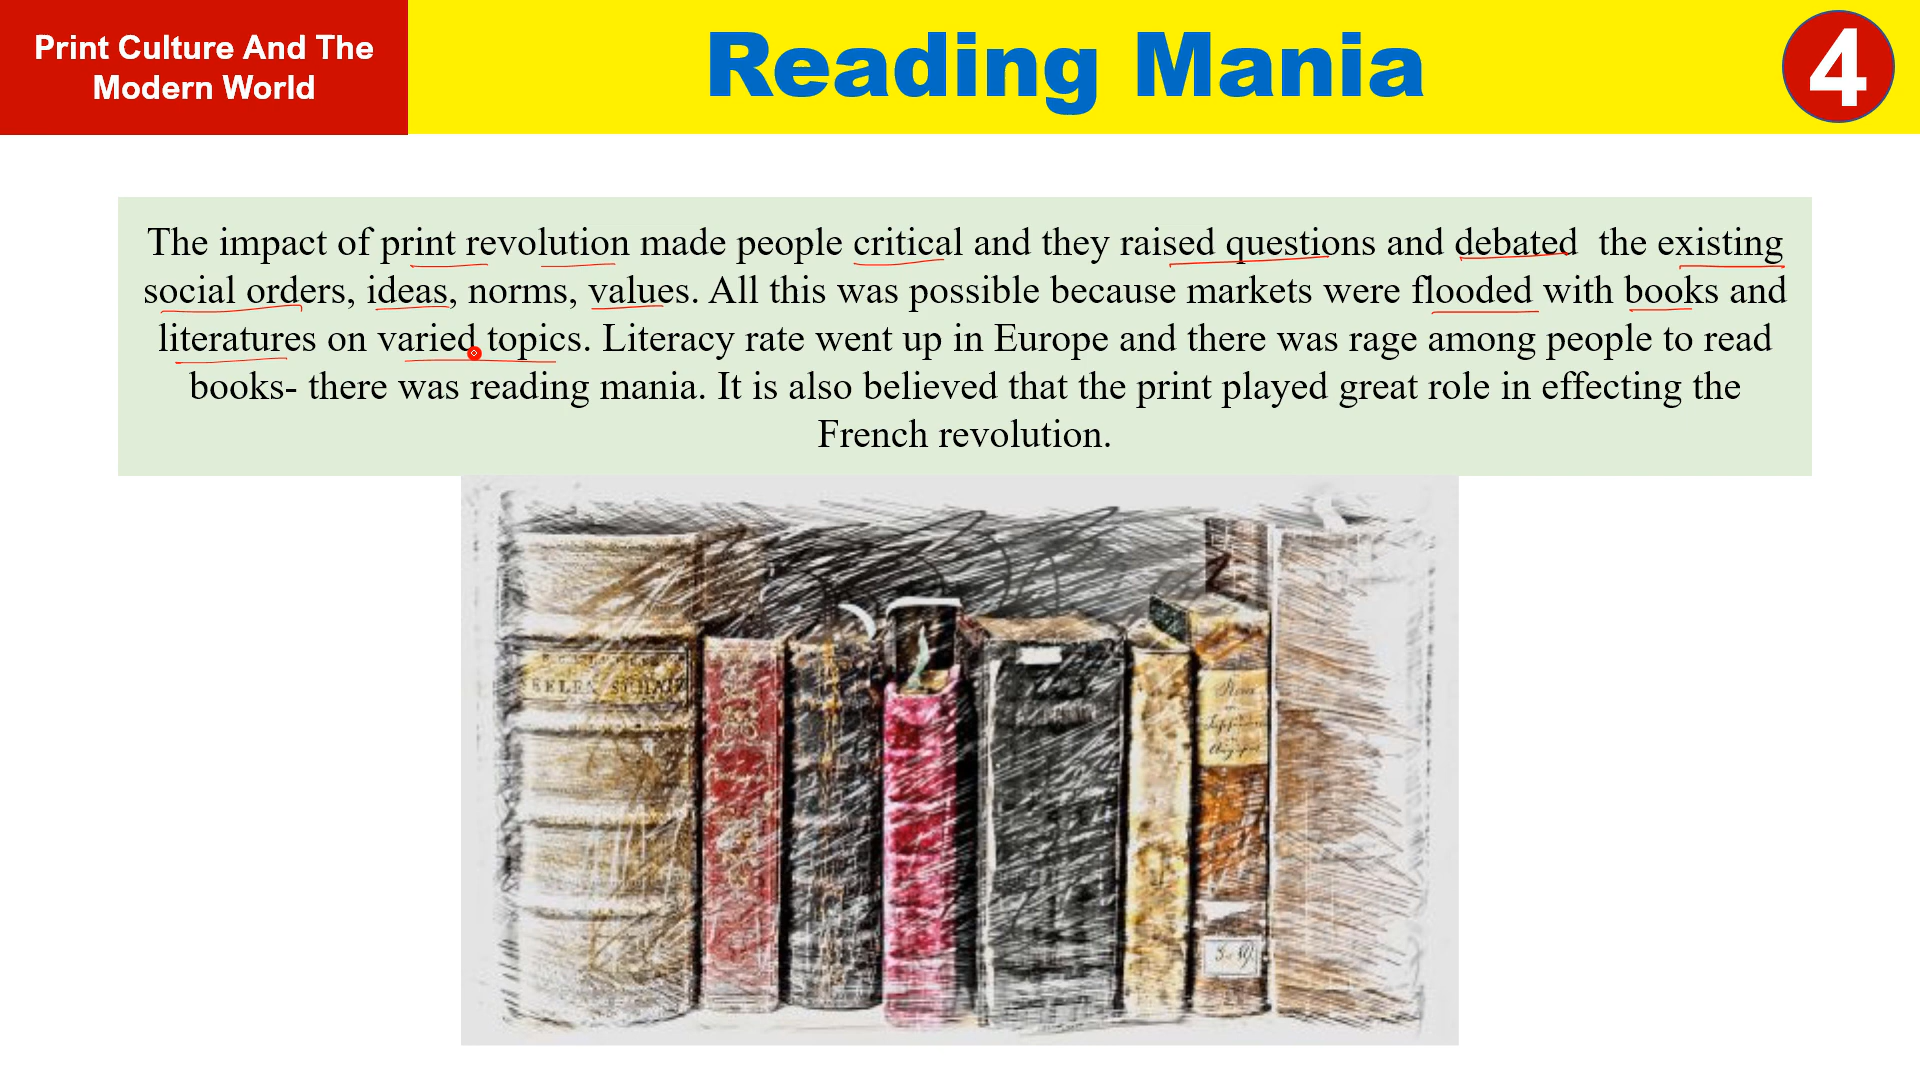 Print Culture And The
Modern World
Reading Mania
4
The impact of print revolution made people critical and they raised questions and debated  the existing
social orders, ideas, norms, values. All this was possible because markets were flooded with books and
literatures on varied topics. Literacy rate went up in Europe and there was rage among people to read
books- there was reading mania. It is also believed that the print played great role in effecting the
French revolution.